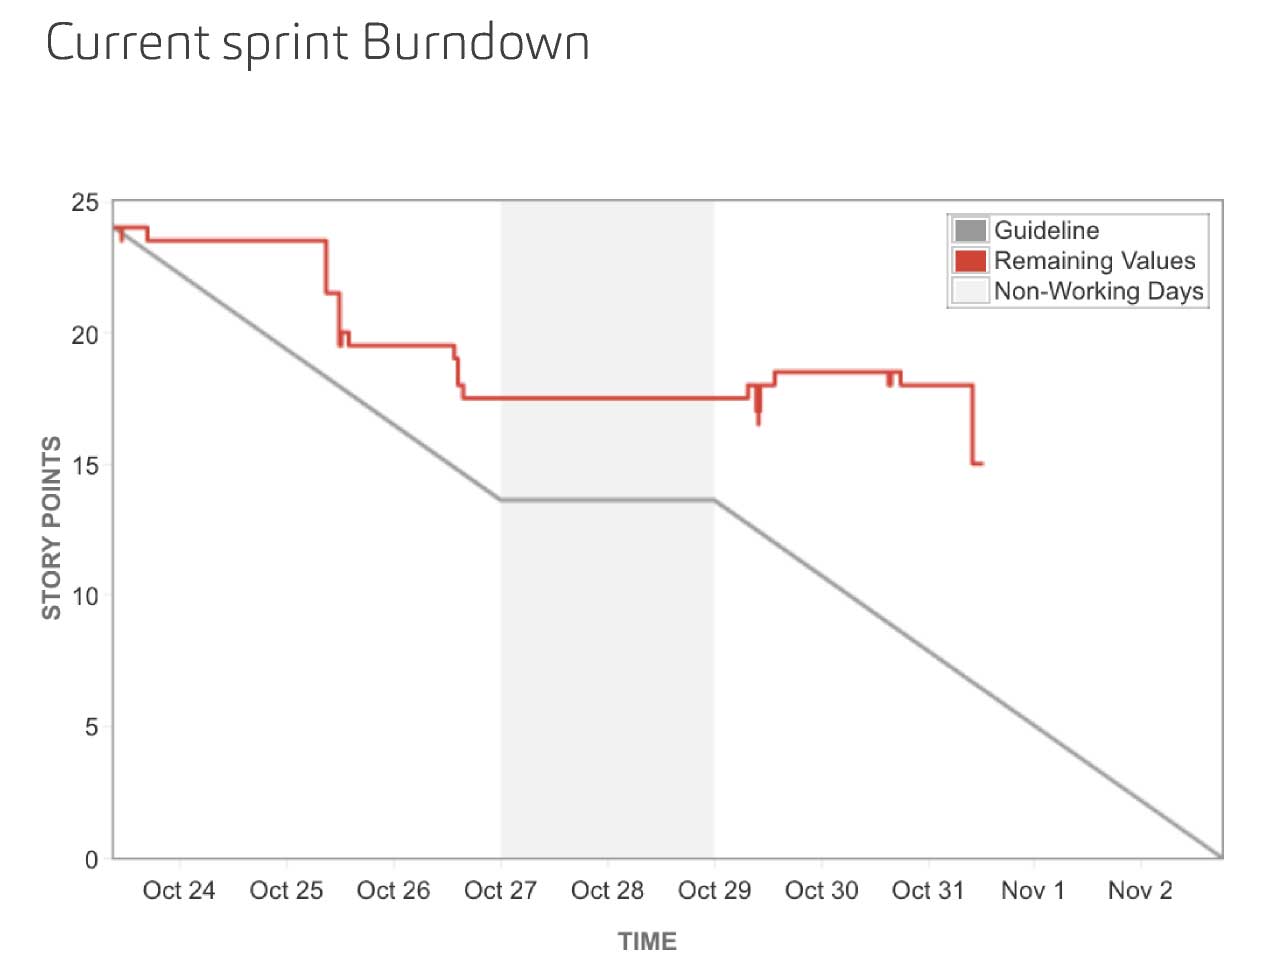 Current sprint Burndown
25
20
15
10
5
0
STORY POINTS
Guideline
Remaining Values
Non-Working Days
Oct 24 Oct 25 Oct 26 Oct 27 Oct 28 Oct 29 Oct 30 Oct 31 Nov 1 Nov 2
TIME